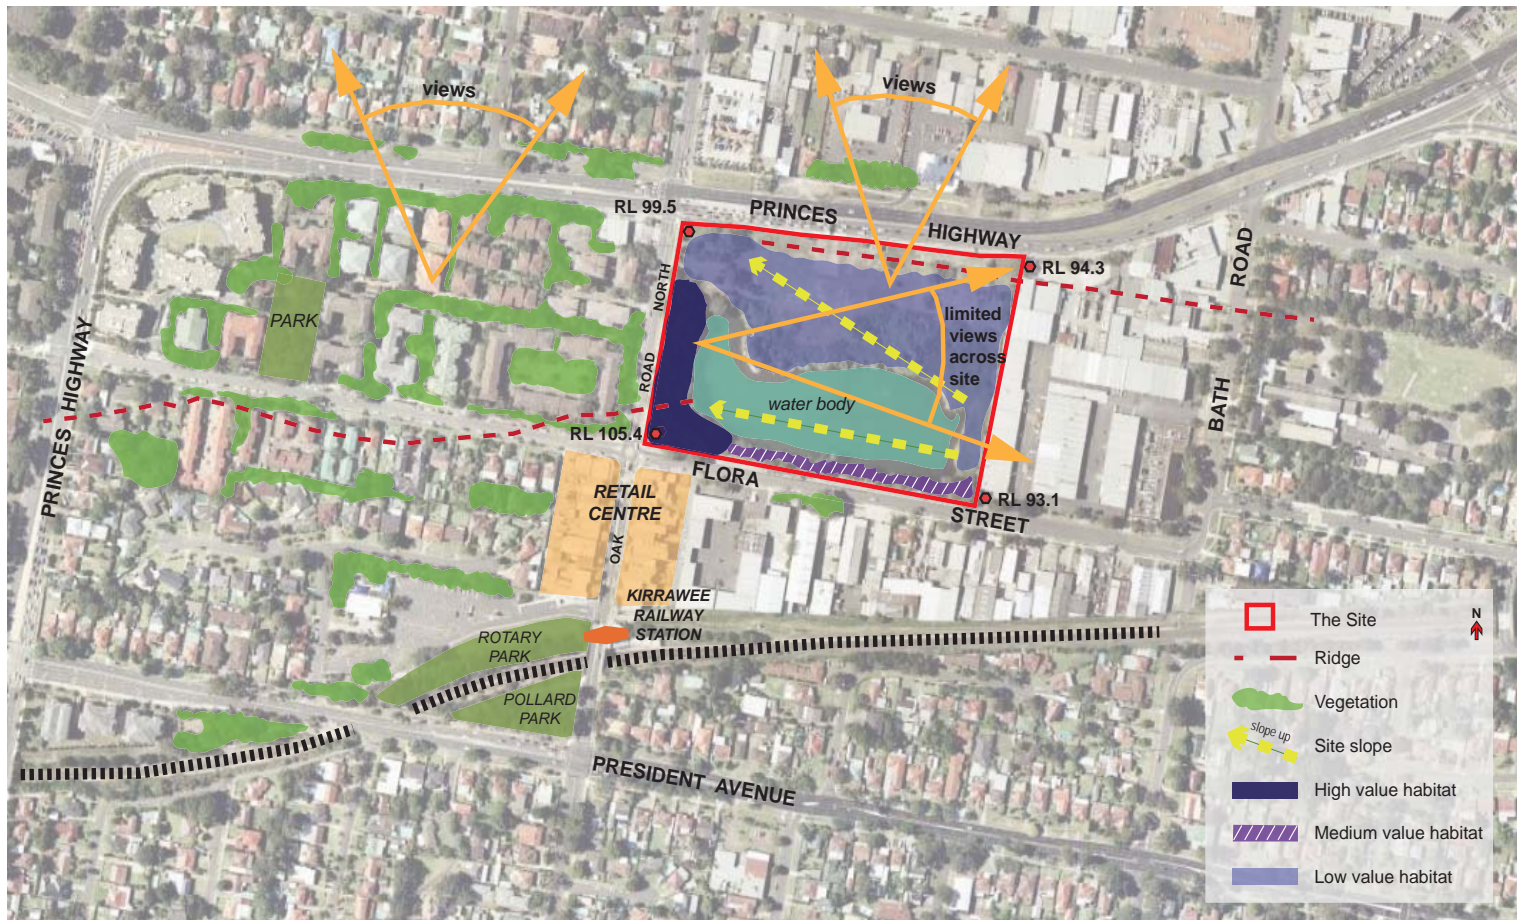 views
views
RL 99.5
PRINCES
HIGHWAY
RL 94.3
ROAD
NORTH
PARK
limited
views
across
site
PRINCES HIGHWAY
ROAD
BATH
water body
RL 105.4
FLORA
RL 93.1
STREET
RETAIL
CENTRE
OAK
KIRRAWEE
RAILWAY
STATION
ROTARY
PARK
POLLARD
PARK
PRESIDENT AVENUE
N
The Site
Ridge
Vegetation
slope up
Site slope
High value habitat
Medium value habitat
Low value habitat